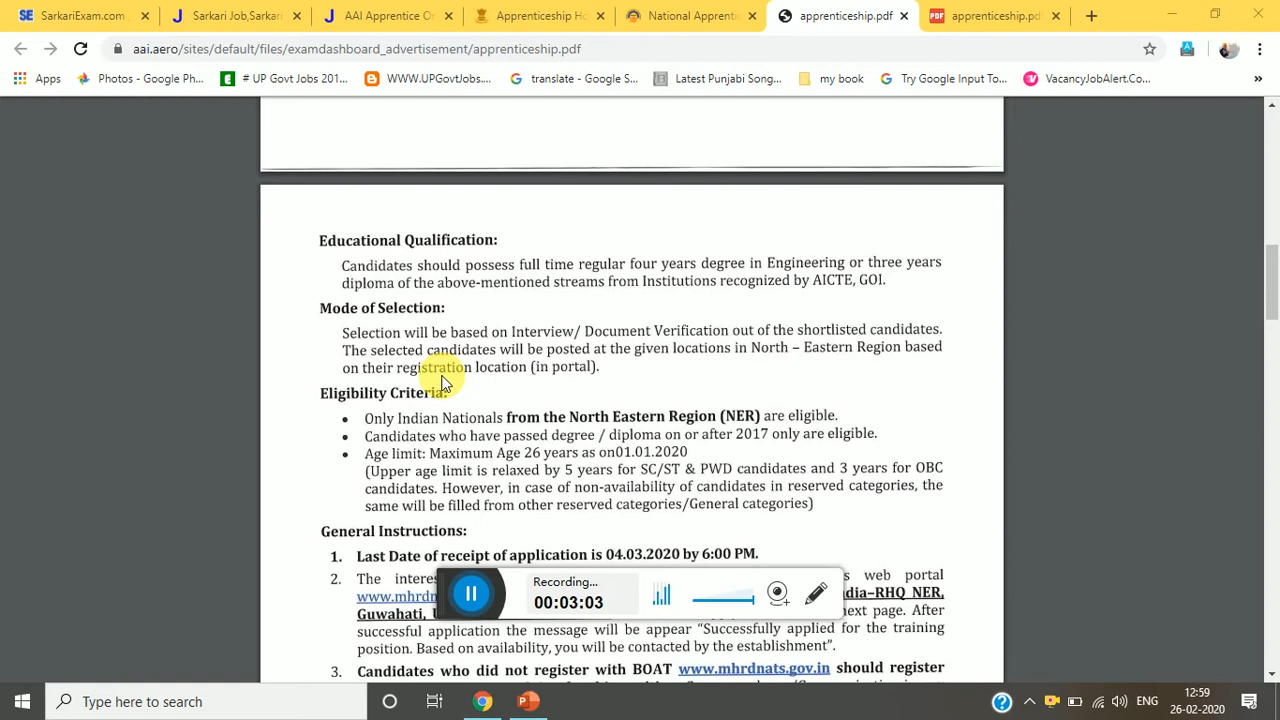 SarkariExam.com
Sarkari Job,Sarkari
AAI Apprentice O
Apprenticeship Ho
National Apprenti
apprenticeship.pdf
PDF apprenticeship.pdf
aai.aero/sites/default/files/examdashboard_advertisement/apprenticeship.pdf
Apps
Photos - Google Ph...
# UP Govt Jobs 201...
WWW.UPGovtJobs....
translate - Google S...
Latest Punjabi Song...
my book
Try Google Input To...
VacancyJobAlert.Co...
Educational Qualification:
Candidates should possess full time regular four years degree in Engineering or three years
diploma of the above-mentioned streams from Institutions recognized by AICTE, GOI.
Mode of Selection:
Selection will be based on Interview/ Document Verification out of the shortlisted candidates.
The selected candidates will be posted at the given locations in North – Eastern Region based
on their registration location (in portal).
Eligibility Criteria:
• Only Indian Nationals from the North Eastern Region (NER) are eligible.
• Candidates who have passed degree / diploma on or after 2017 only are eligible.
• Age limit: Maximum Age 26 years as on01.01.2020
(Upper age limit is relaxed by 5 years for SC/ST & PWD candidates and 3 years for OBC
candidates. However, in case of non-availability of candidates in reserved categories, the
same will be filled from other reserved categories/General categories)
General Instructions:
1. Last Date of receipt of application is 04.03.2020 by 6:00 PM.
2. The interes web portal
www.mhrdn dia–RHQ NER,
Guwahati, next page. After
successful application the message will be appear “Successfully applied for the training
position. Based on availability, you will be contacted by the establishment”.
3. Candidates who did not register with BOAT www.mhrdnats.gov.in should register
Recording...
00:03:03
Type here to search
ENG
12:59
26-02-2020